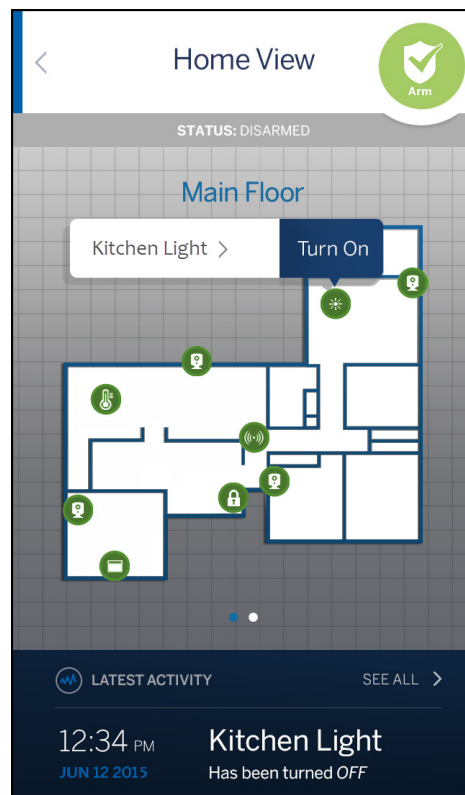 Home View
Arm
STATUS: DISARMED
Main Floor
Kitchen Light > Turn On
LATEST ACTIVITY SEE ALL >
12:34 PM Kitchen Light
JUN 12 2015 Has been turned OFF